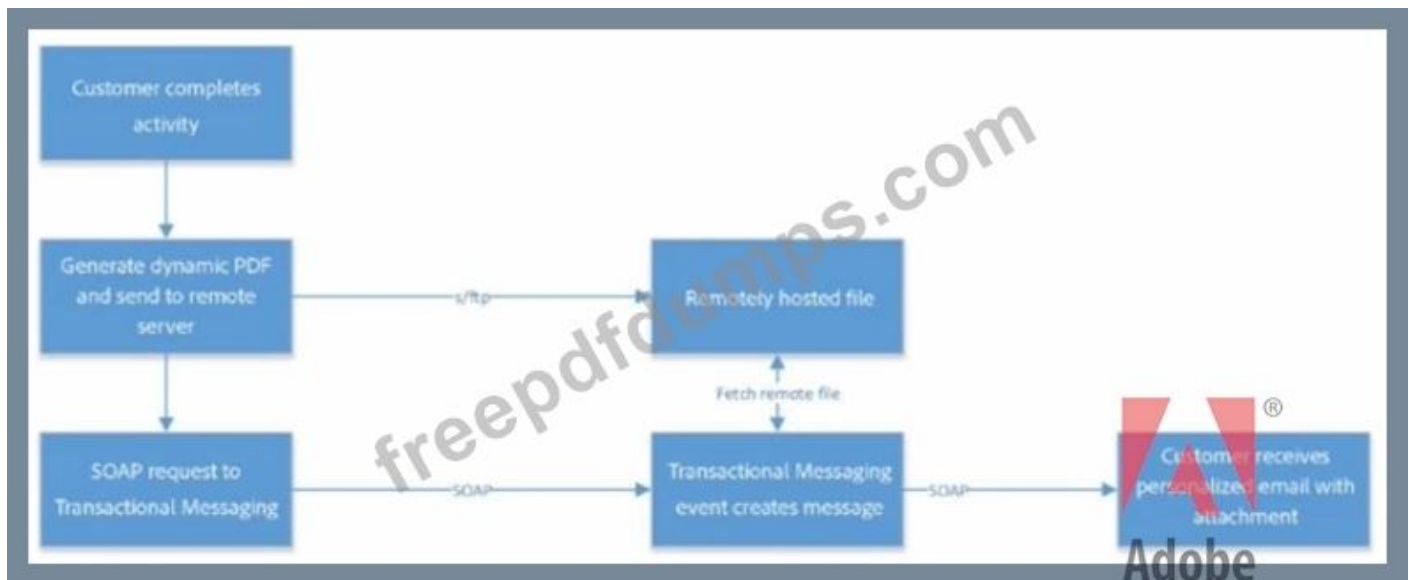 Customer completes
activity
Generate dynamic PDF
and send to remote
server
s/ftp
Remotely hosted file
Fetch remote file
SOAP request to
Transactional Messaging
SOAP
Transactional Messaging
event creates message
SOAP
Customer receives
personalized email with
attachment
freepdfdumps.com
®
Adobe